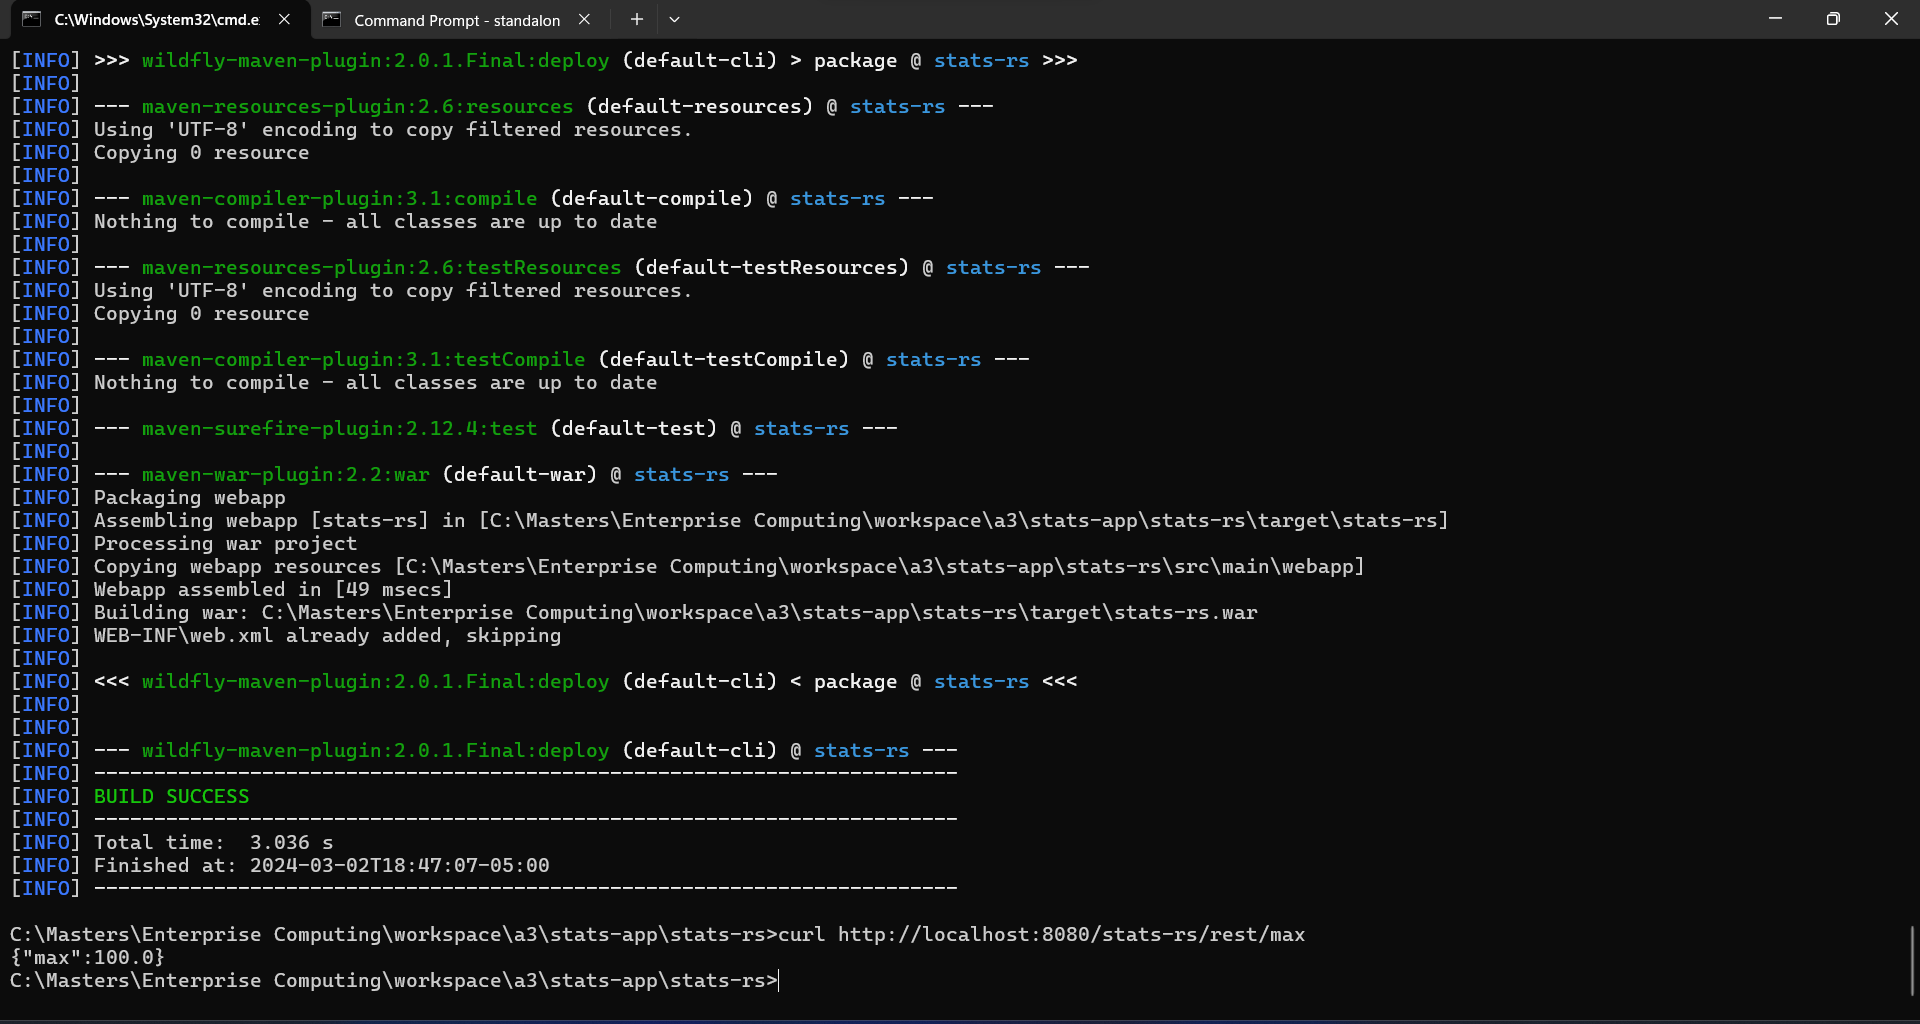 C:\Windows\System32\cmd.e
Command Prompt - standalon
[INFO] >>> wildfly-maven-plugin:2.0.1.Final:deploy (default-cli) > package @ stats-rs >>>
[INFO]
[INFO] --- maven-resources-plugin:2.6:resources (default-resources) @ stats-rs ---
[INFO] Using 'UTF-8' encoding to copy filtered resources.
[INFO] Copying 0 resource
[INFO]
[INFO] --- maven-compiler-plugin:3.1:compile (default-compile) @ stats-rs ---
[INFO] Nothing to compile - all classes are up to date
[INFO]
[INFO] --- maven-resources-plugin:2.6:testResources (default-testResources) @ stats-rs ---
[INFO] Using 'UTF-8' encoding to copy filtered resources.
[INFO] Copying 0 resource
[INFO]
[INFO] --- maven-compiler-plugin:3.1:testCompile (default-testCompile) @ stats-rs ---
[INFO] Nothing to compile - all classes are up to date
[INFO]
[INFO] --- maven-surefire-plugin:2.12.4:test (default-test) @ stats-rs ---
[INFO]
[INFO] --- maven-war-plugin:2.2:war (default-war) @ stats-rs ---
[INFO] Packaging webapp
[INFO] Assembling webapp [stats-rs] in [C:\Masters\Enterprise Computing\workspace\a3\stats-app\stats-rs\target\stats-rs]
[INFO] Processing war project
[INFO] Copying webapp resources [C:\Masters\Enterprise Computing\workspace\a3\stats-app\stats-rs\src\main\webapp]
[INFO] Webapp assembled in [49 msecs]
[INFO] Building war: C:\Masters\Enterprise Computing\workspace\a3\stats-app\stats-rs\target\stats-rs.war
[INFO] WEB-INF\web.xml already added, skipping
[INFO]
[INFO] <<< wildfly-maven-plugin:2.0.1.Final:deploy (default-cli) < package @ stats-rs <<<
[INFO]
[INFO]
[INFO] --- wildfly-maven-plugin:2.0.1.Final:deploy (default-cli) @ stats-rs ---
[INFO] ------------------------------------------------------------------------
[INFO] BUILD SUCCESS
[INFO] ------------------------------------------------------------------------
[INFO] Total time:  3.036 s
[INFO] Finished at: 2024-03-02T18:47:07-05:00
[INFO] ------------------------------------------------------------------------
C:\Masters\Enterprise Computing\workspace\a3\stats-app\stats-rs>curl http://localhost:8080/stats-rs/rest/max
{"max":100.0}
C:\Masters\Enterprise Computing\workspace\a3\stats-app\stats-rs>